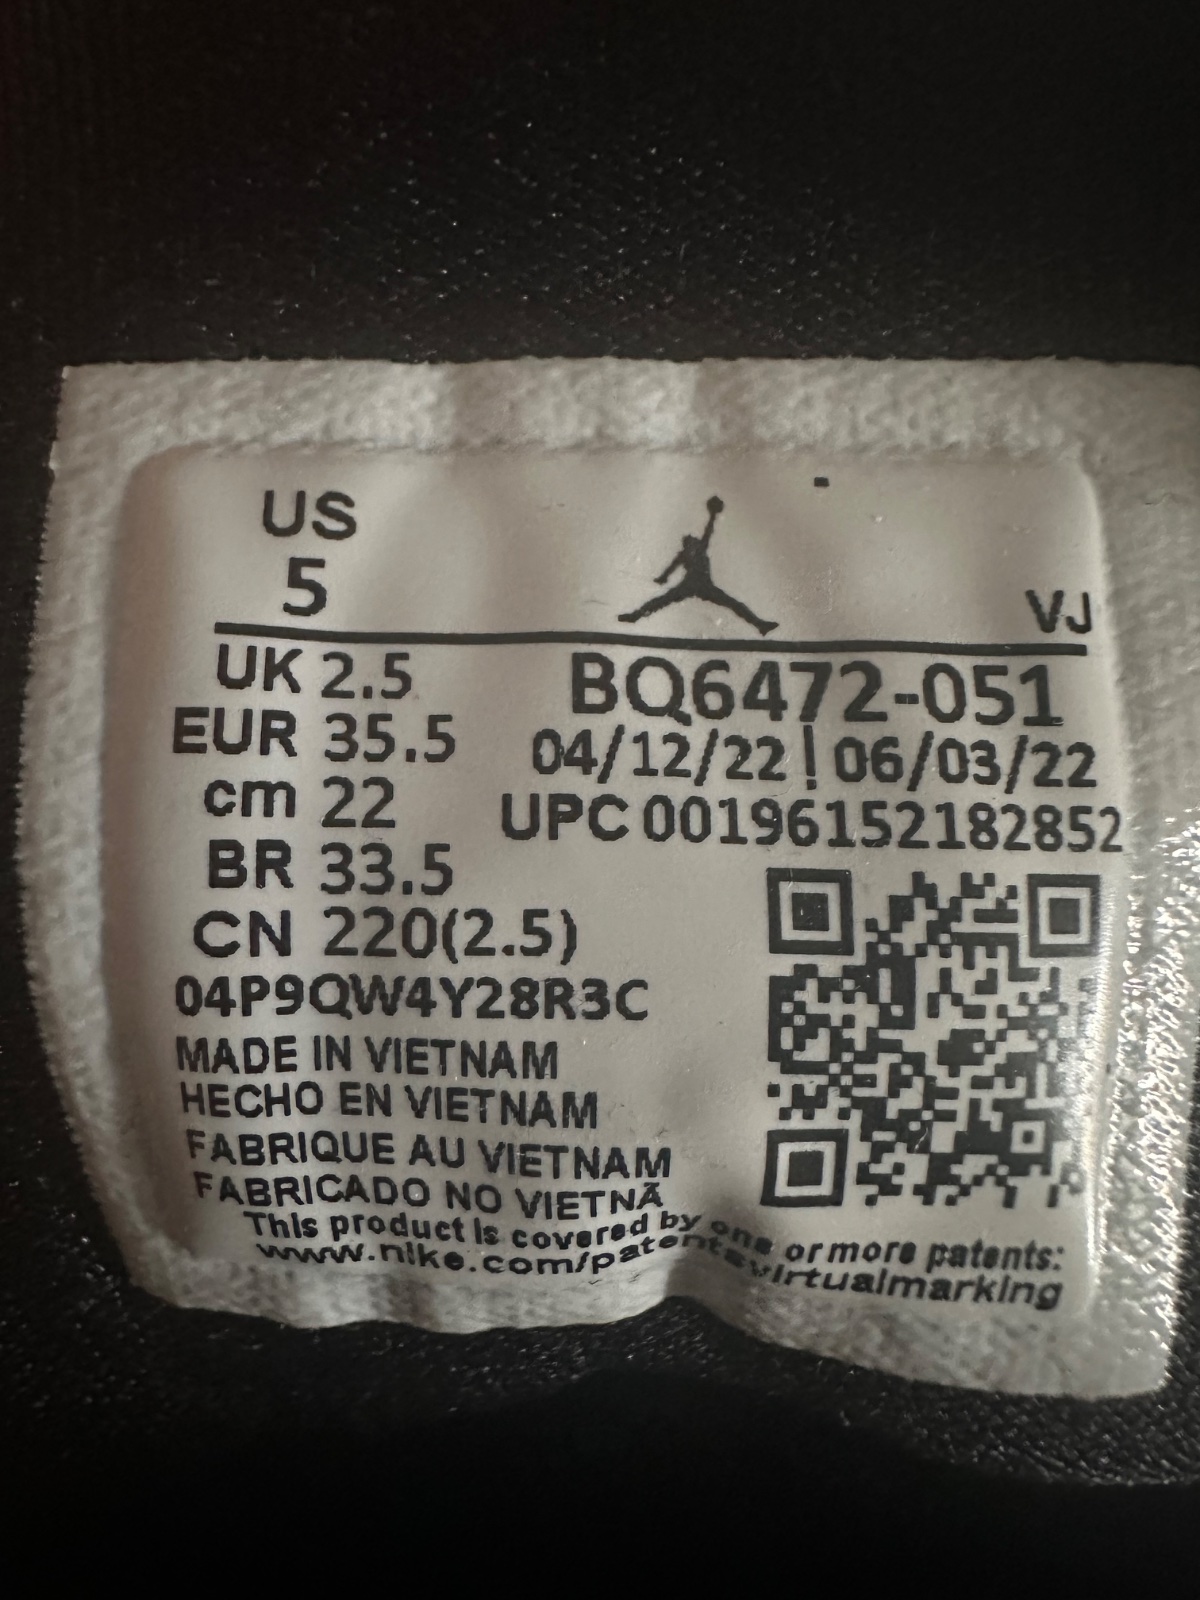 US
5
VJ
UK 2.5
BQ6472-051
EUR 35.5
04/12/22 | 06/03/22
cm 22
UPC 00196152182852
BR 33.5
CN 220(2.5)
04P9QW4Y28R3C
MADE IN VIETNAM
HECHO EN VIETNAM
FABRIQUE AU VIETNAM
FABRICADO NO VIETNÃ
This product is covered by one or more patents:
www.nike.com/patentsvirtualmarking